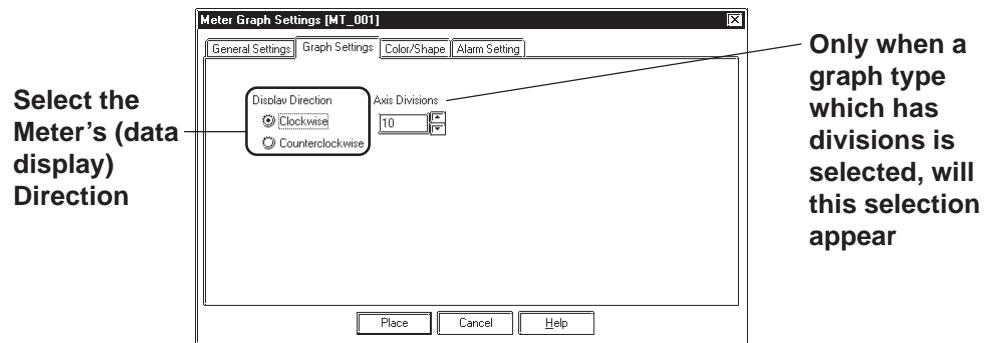 Meter Graph Settings [MT_001]
General Settings Graph Settings Color/Shape Alarm Setting
Select the
Meter's (data
display)
Direction
Display Direction
Clockwise
Counterclockwise
Axis Divisions
10
Only when a
graph type
which has
divisions is
selected, will
this selection
appear
Place Cancel Help